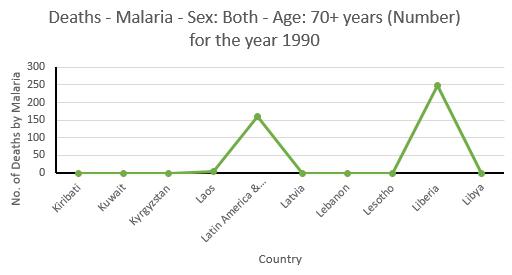 Deaths - Malaria - Sex: Both - Age: 70+ years (Number)
for the year 1990
No. of Deaths by Malaria
300
250
200
150
100
50
0
Kiribati
Kuwait
Kyrgyzstan
Laos
Latin America &...
Latvia
Lebanon
Lesotho
Liberia
Libya
Country